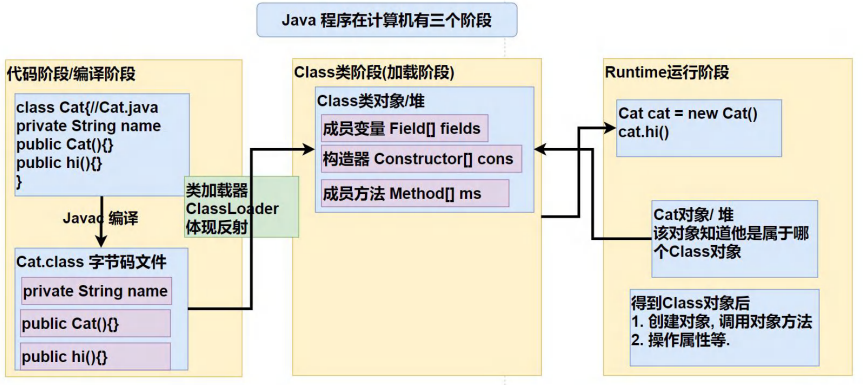 Java 程序在计算机有三个阶段
代码阶段/编译阶段
class Cat{//Cat.java
private String name
public Cat(){}
public hi(){}
}
Javac 编译
Cat.class 字节码文件
private String name
public Cat(){}
public hi(){}
类加载器
ClassLoader
体现反射
Class类阶段(加载阶段)
Class类对象/堆
成员变量 Field[] fields
构造器 Constructor[] cons
成员方法 Method[] ms
Runtime运行阶段
Cat cat = new Cat()
cat.hi()
Cat对象/ 堆
该对象知道他是属于哪
个Class对象
得到Class对象后
1. 创建对象, 调用对象方法
2. 操作属性等.